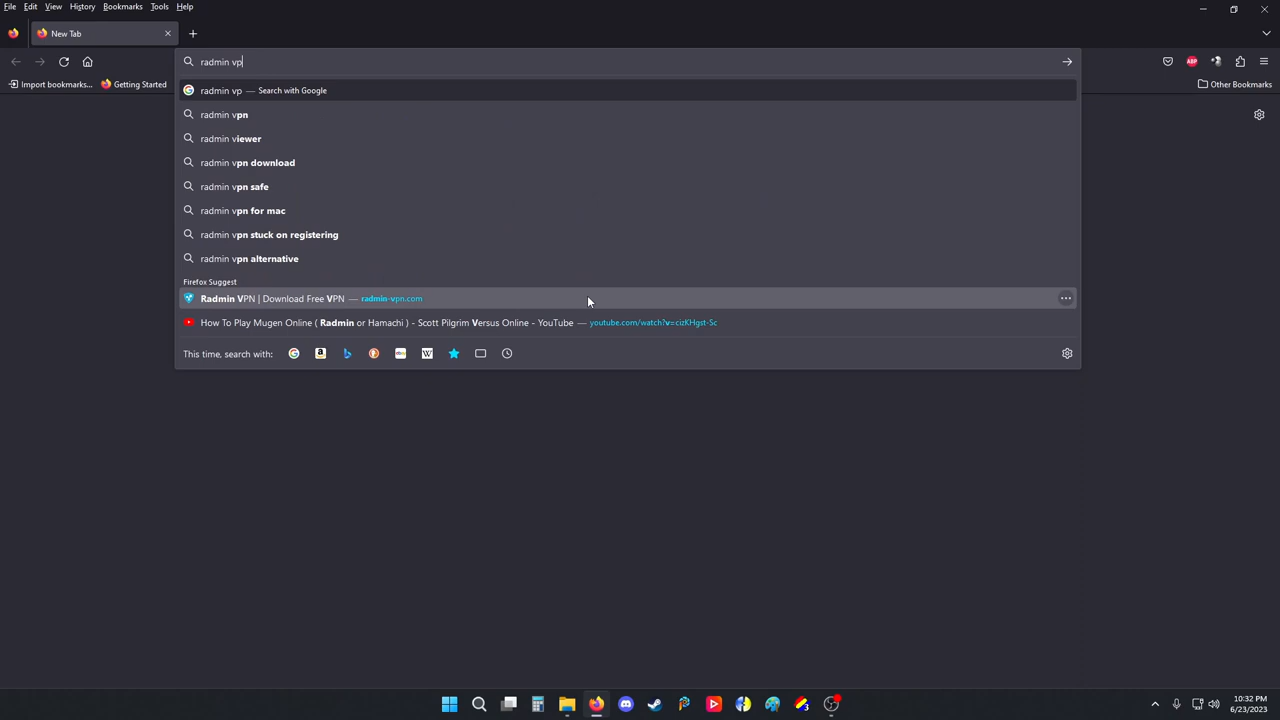 File Edit View History Bookmarks Tools Help
New Tab
radmin vp
Import bookmarks... Getting Started Other Bookmarks
radmin vp — Search with Google
radmin vpn
radmin viewer
radmin vpn download
radmin vpn safe
radmin vpn for mac
radmin vpn stuck on registering
radmin vpn alternative
Firefox Suggest
Radmin VPN | Download Free VPN — radmin-vpn.com
How To Play Mugen Online ( Radmin or Hamachi ) - Scott Pilgrim Versus Online - YouTube — youtube.com/watch?v=cizKHgst-Sc
This time, search with:
ABP
10:32 PM
6/23/2023